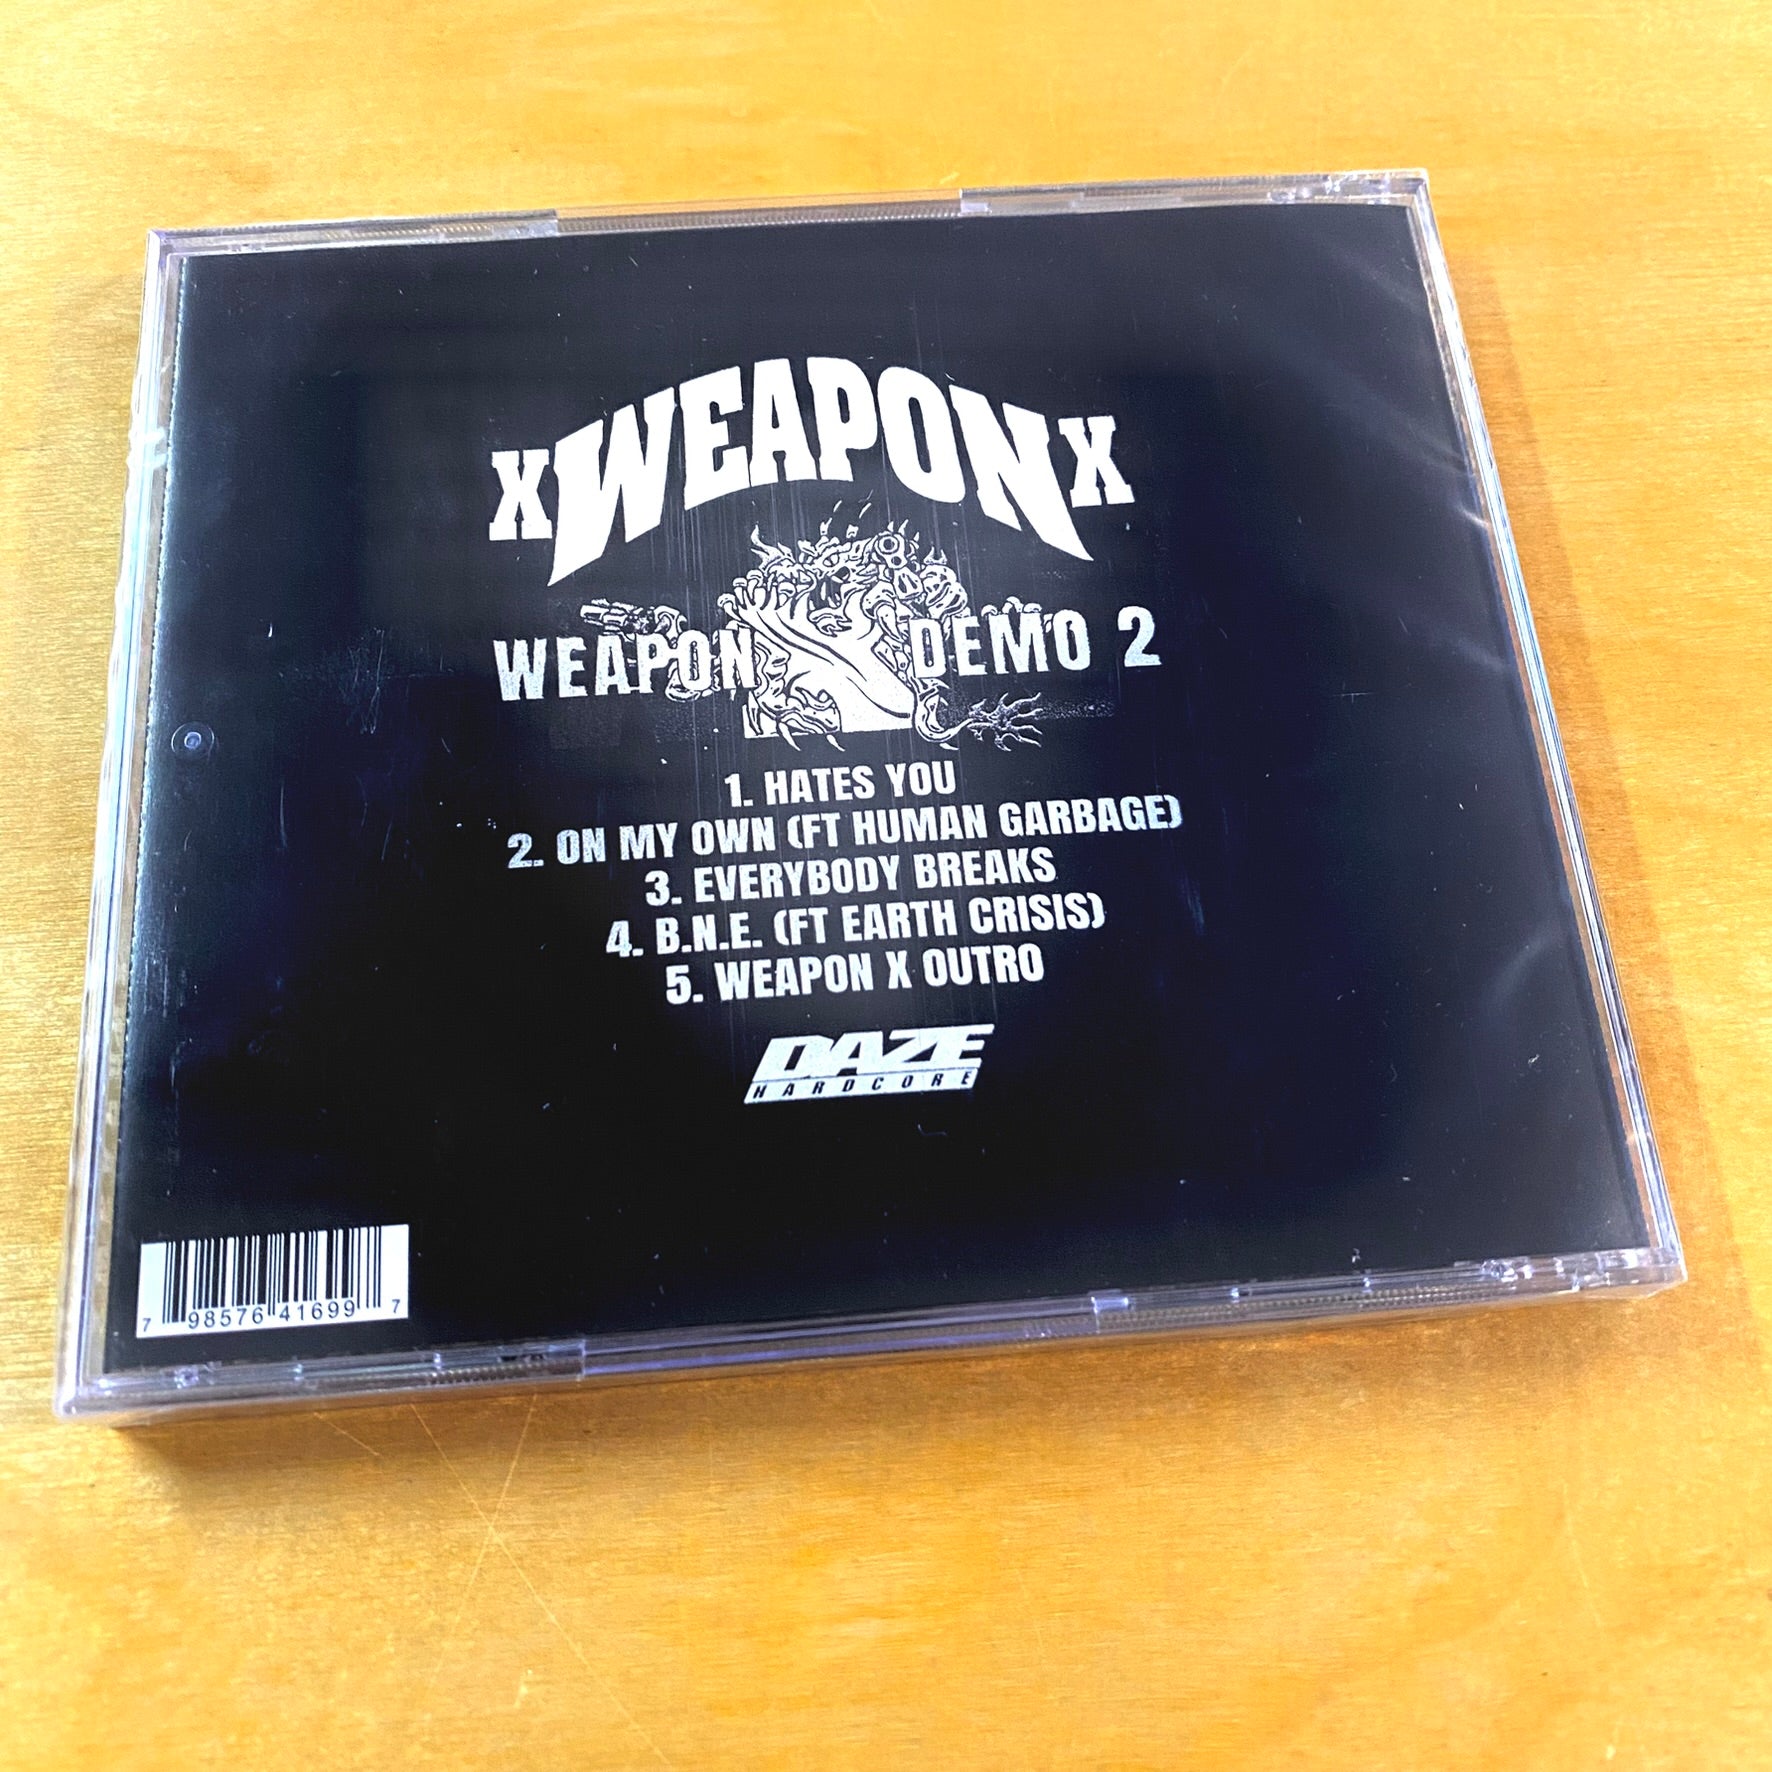 XWEAPONX
WEAPON DEMO 2
1. HATES YOU
2. ON MY OWN (FT HUMAN GARBAGE)
3. EVERYBODY BREAKS
4. B.N.E. (FT EARTH CRISIS)
5. WEAPON X OUTRO
DAZE
HARDCORE
7 98576 41699 7